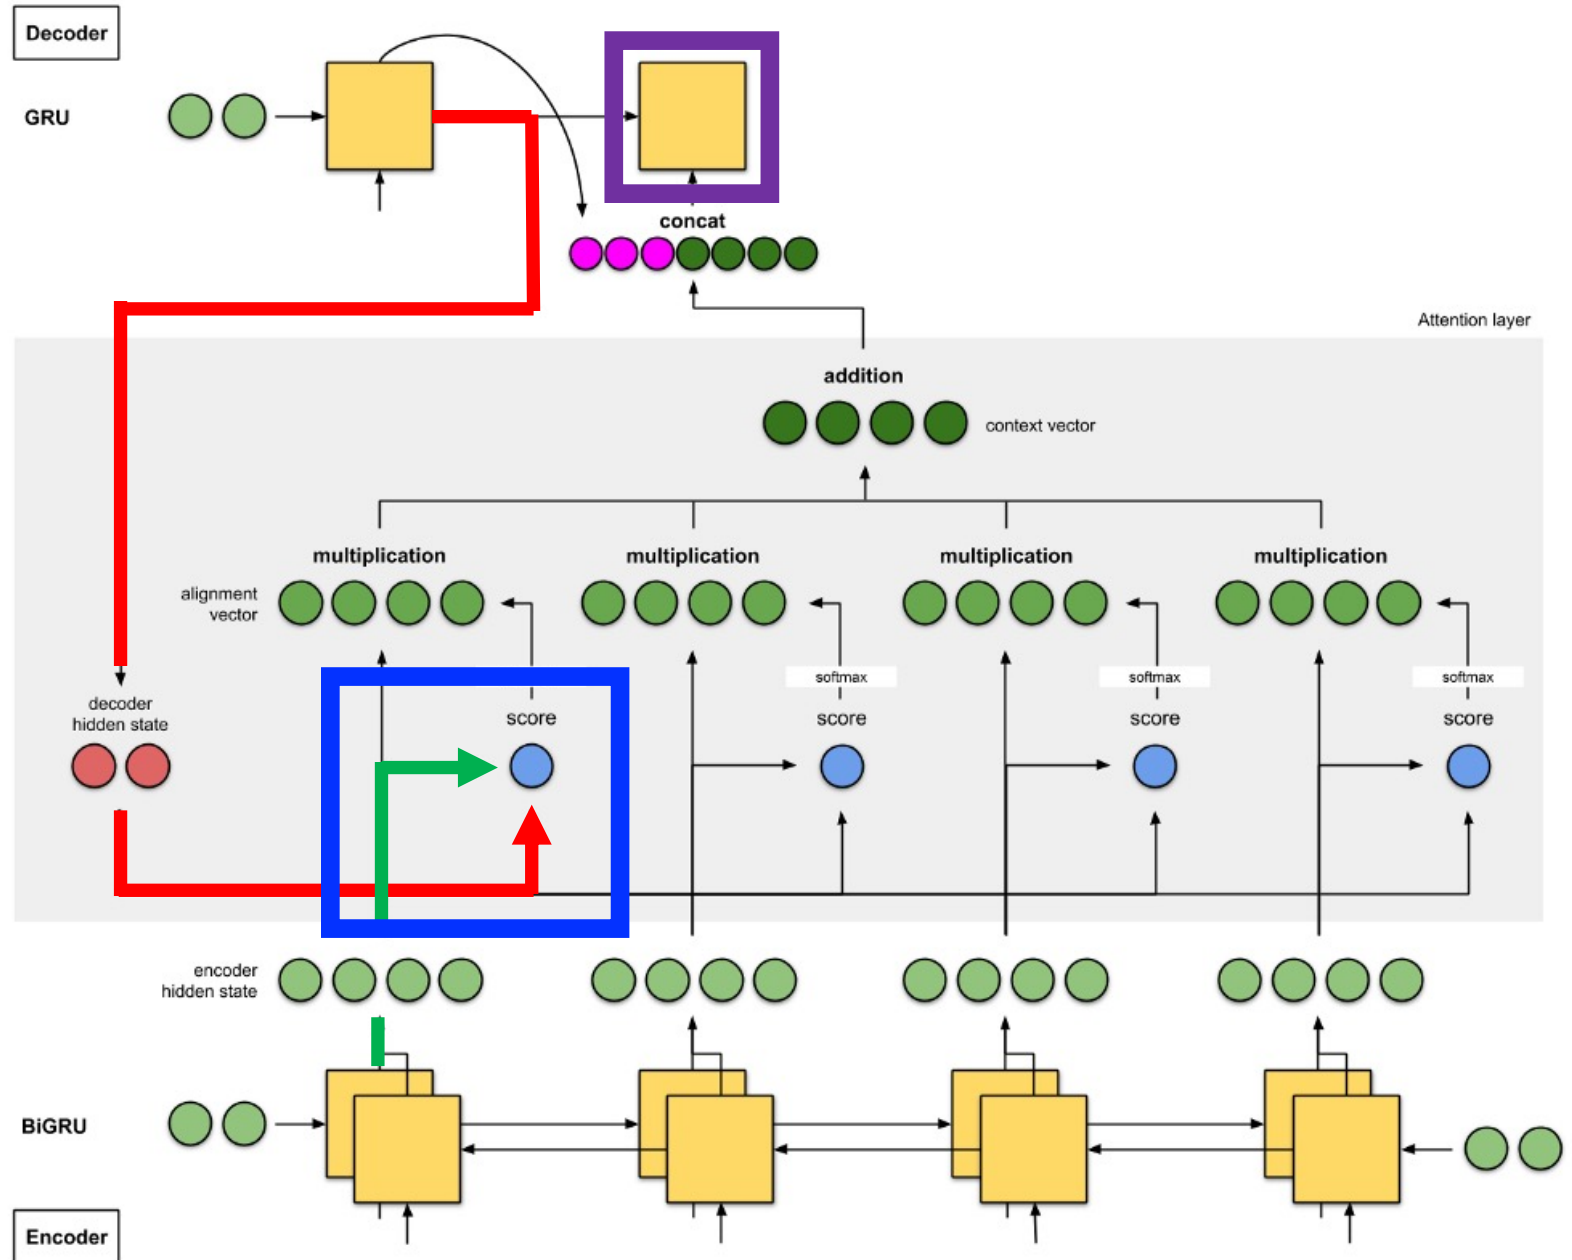 Decoder
GRU
concat
Attention layer
addition
context vector
multiplication
multiplication
multiplication
multiplication
alignment
vector
softmax
softmax
softmax
decoder
hidden state
score
score
score
score
encoder
hidden state
BiGRU
Encoder